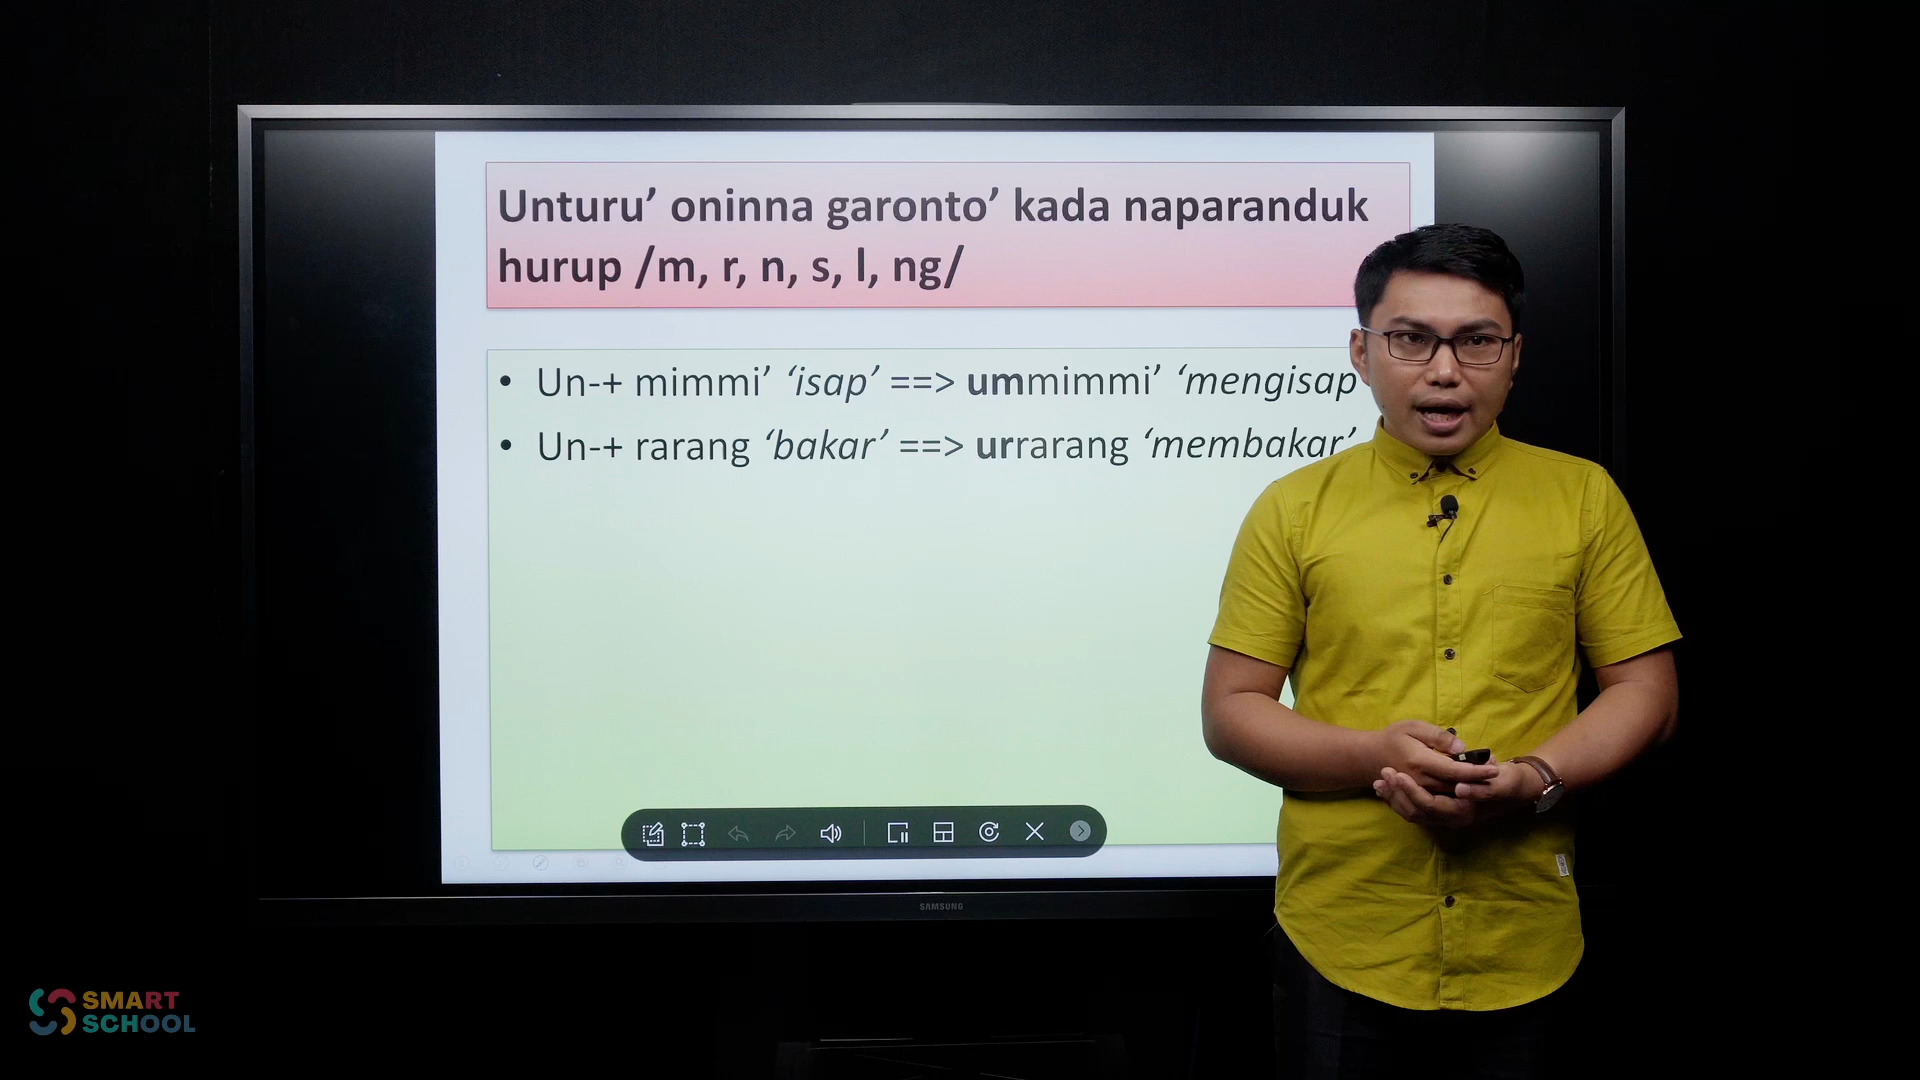 Unturu’ oninna garonto’ kada naparanduk
hurup /m, r, n, s, l, ng/
• Un-+ mimmi’ ‘isap’ ==> ummimmi’ ‘mengisap
• Un-+ rarang ‘bakar’ ==> urrarang ‘membakar’
SAMSUNG
SMART
SCHOOL